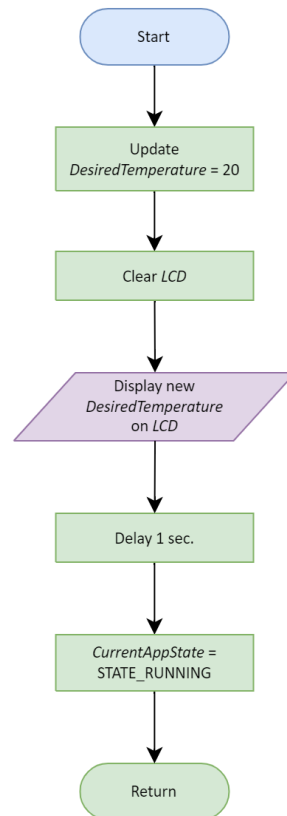 Start
Update
DesiredTemperature = 20
Clear LCD
Display new
DesiredTemperature
on LCD
Delay 1 sec.
CurrentAppState =
STATE_RUNNING
Return